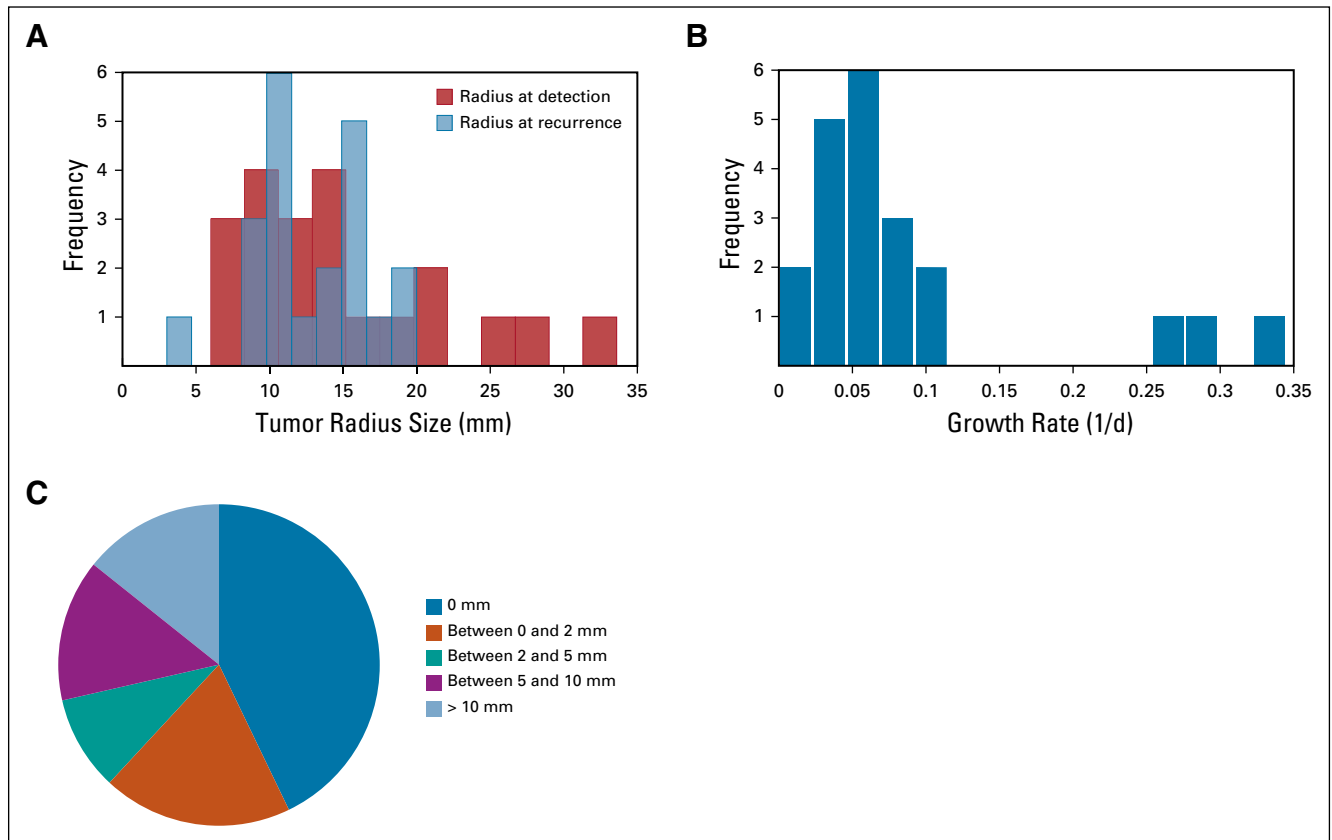 A
6
5
4
3
2
1
Frequency
Radius at detection
Radius at recurrence
0 5 10 15 20 25 30 35
Tumor Radius Size (mm)
B
6
5
4
3
2
1
Frequency
0 0.05 0.1 0.15 0.2 0.25 0.3 0.35
Growth Rate (1/d)
C
0 mm
Between 0 and 2 mm
Between 2 and 5 mm
Between 5 and 10 mm
> 10 mm